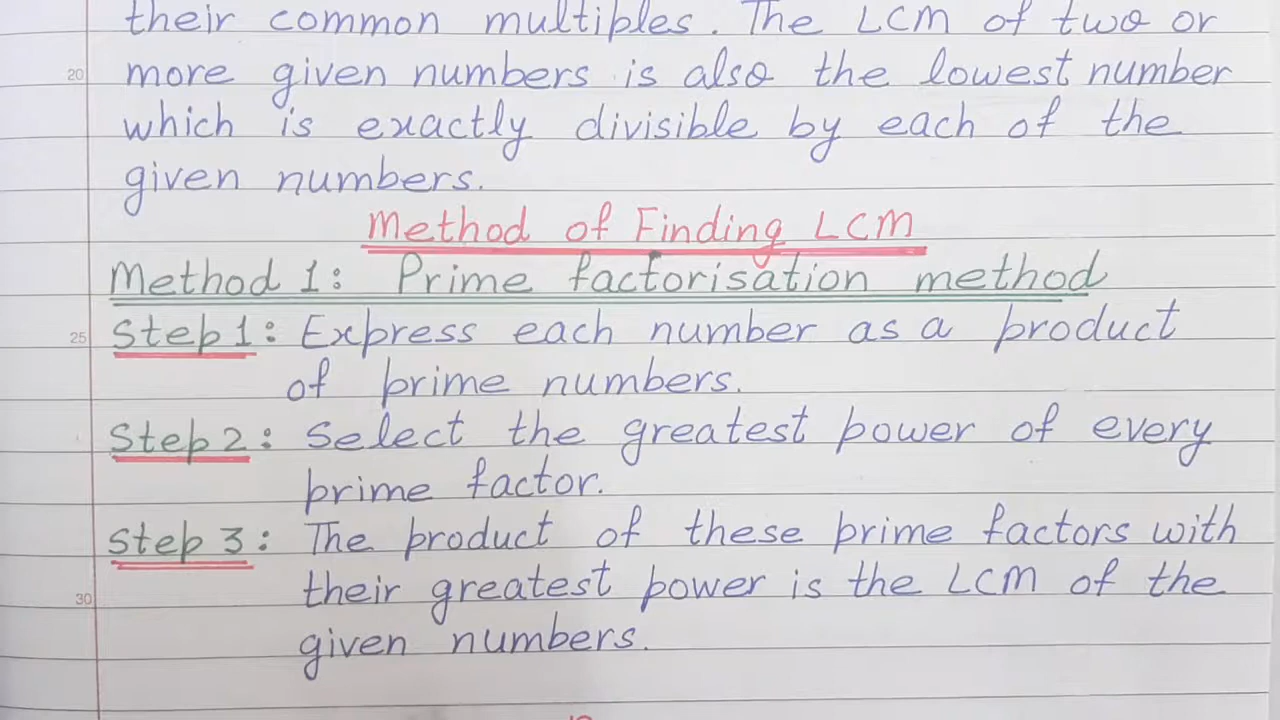 their common multiples. The LCM of two or
20 more given numbers is also the lowest number
which is exactly divisible by each of the
given numbers.
Method of Finding LCM
Method 1: Prime factorisation method
25 Step 1: Express each number as a product
of prime numbers.
Step 2: Select the greatest power of every
prime factor.
Step 3: The product of these prime factors with
30 their greatest power is the LCM of the
given numbers.